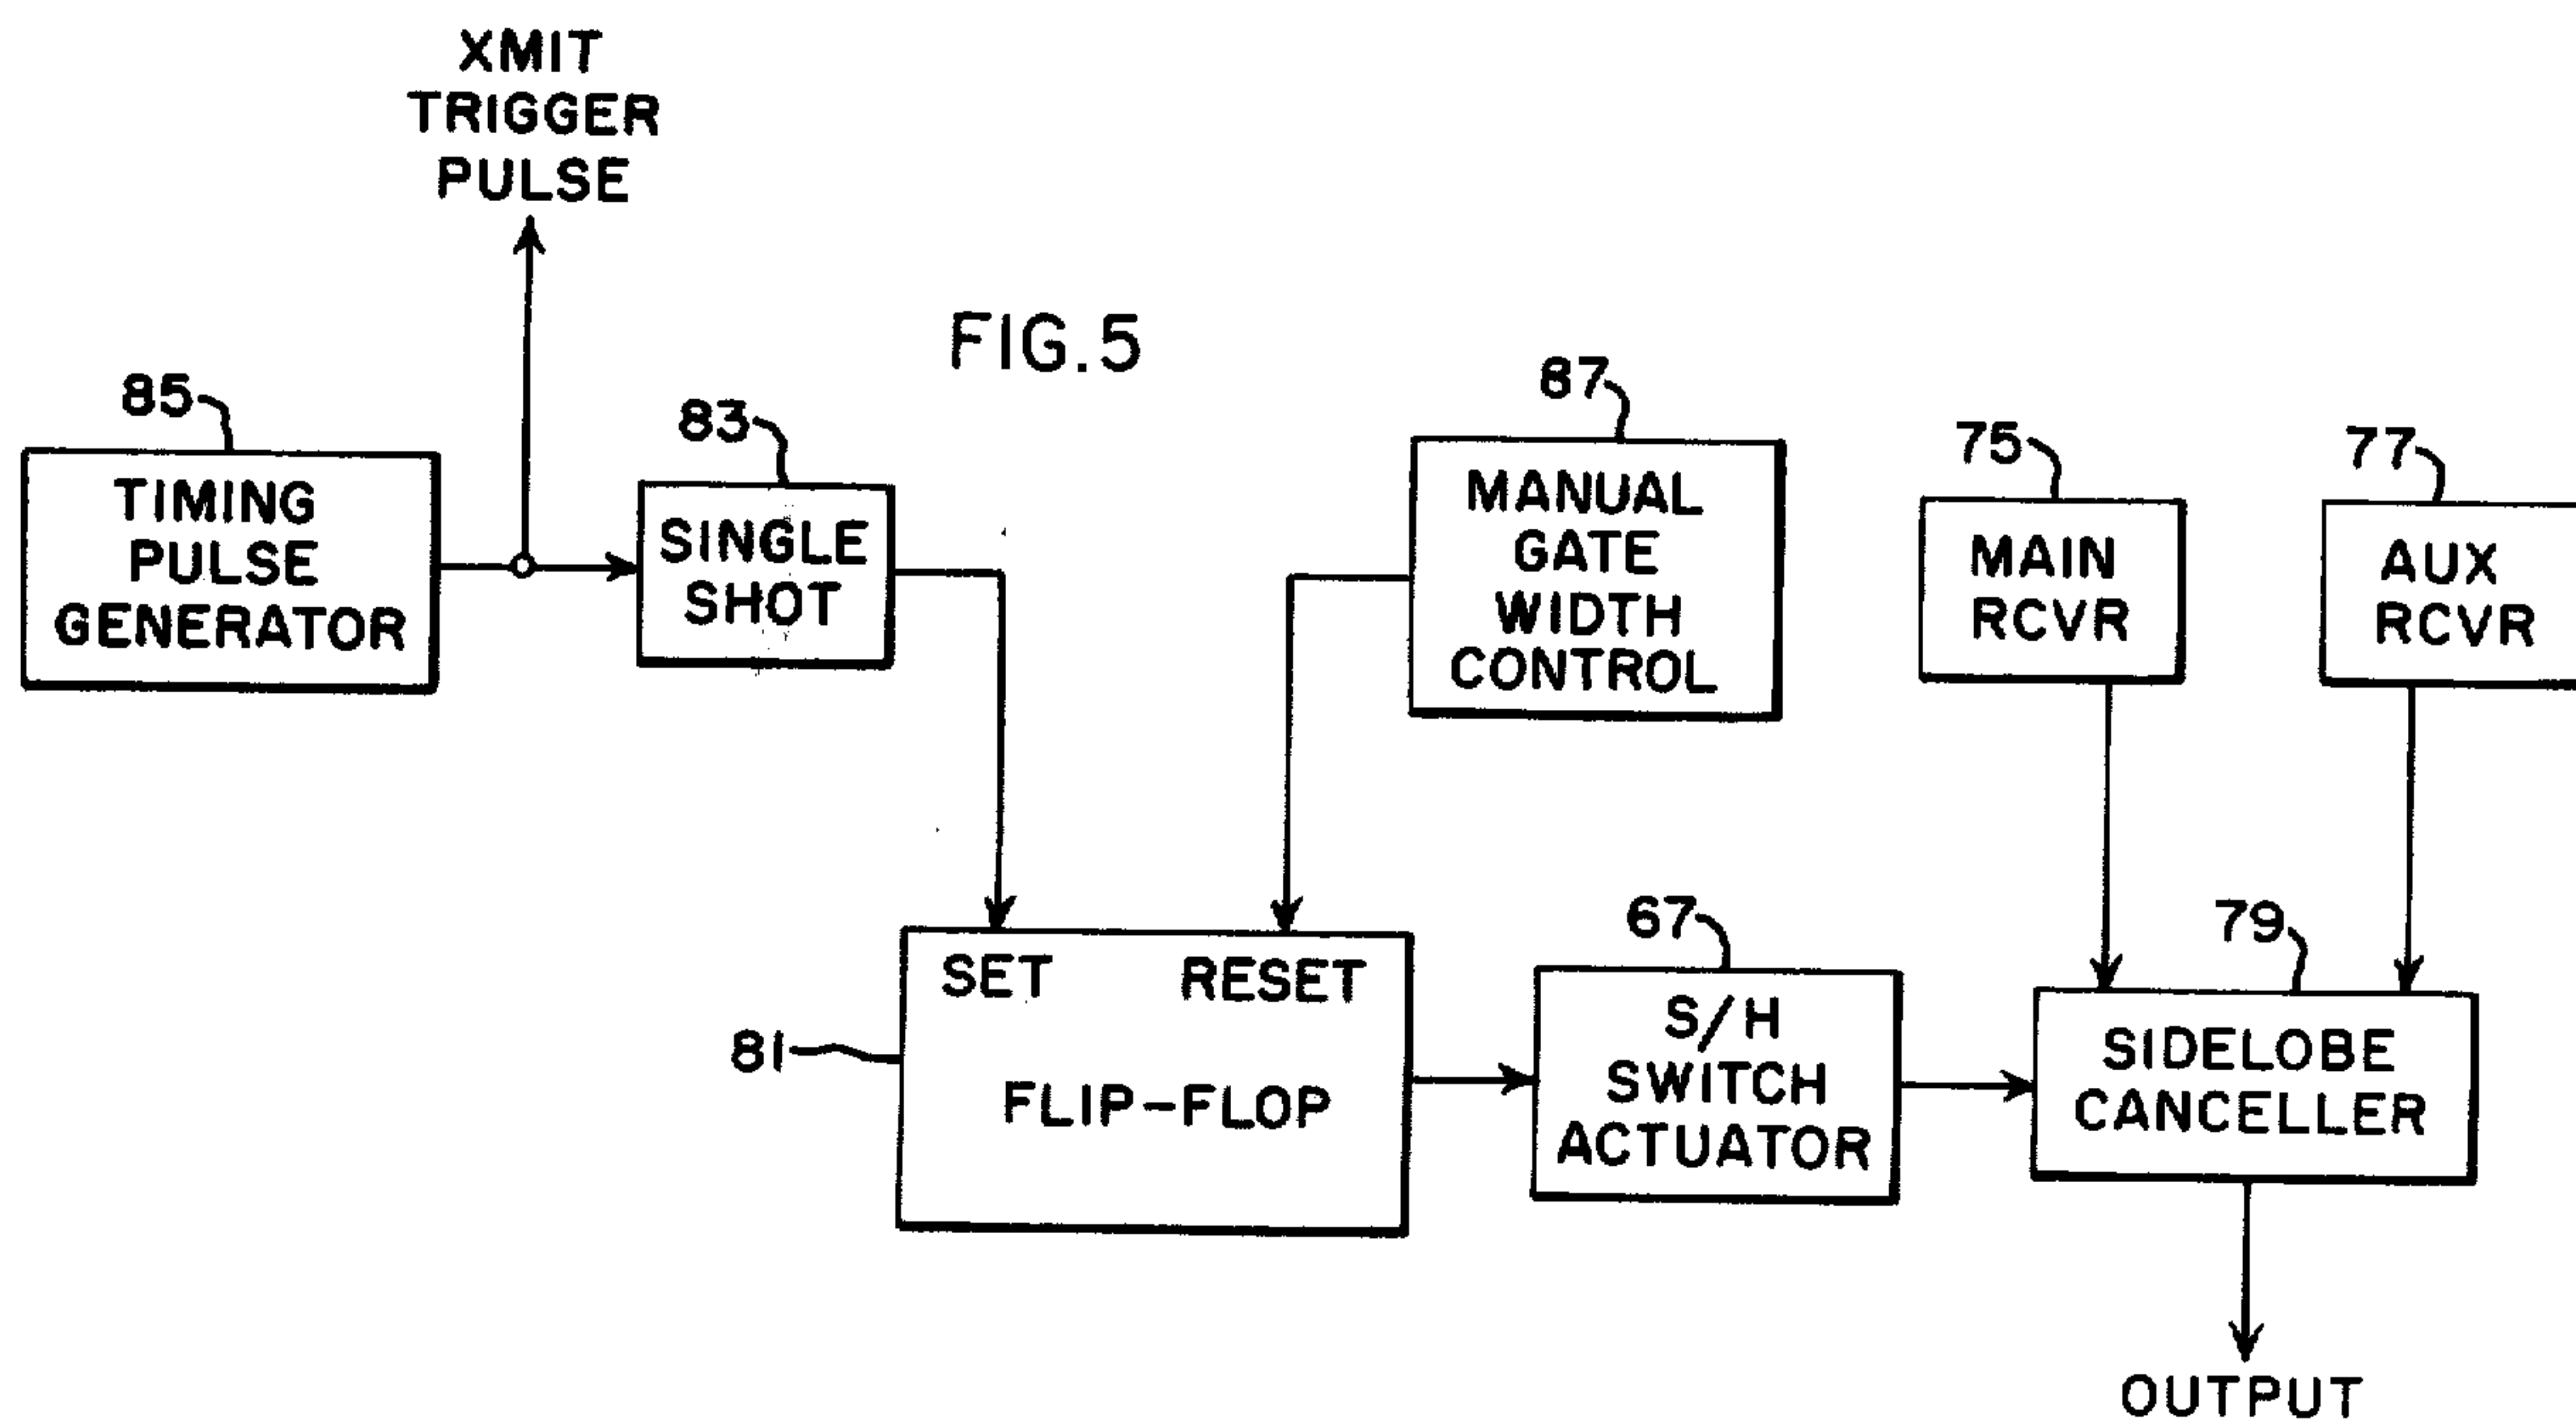 XMIT
TRIGGER
PULSE
FIG.5
85
TIMING
PULSE
GENERATOR
83
SINGLE
SHOT
87
MANUAL
GATE
WIDTH
CONTROL
75
MAIN
RCVR
77
AUX
RCVR
81
SET RESET
FLIP-FLOP
67
S/H
SWITCH
ACTUATOR
79
SIDELOBE
CANCELLER
OUTPUT